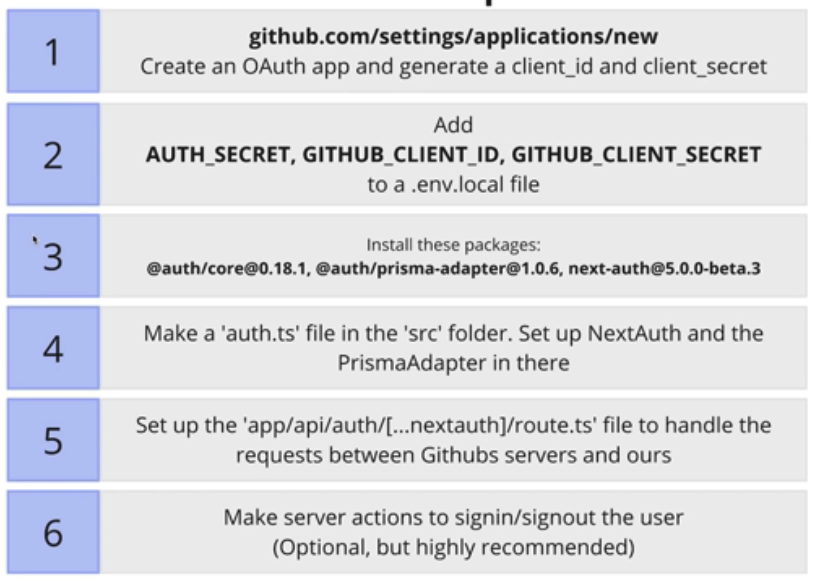 1
github.com/settings/applications/new
Create an OAuth app and generate a client_id and client_secret
2
Add
AUTH_SECRET, GITHUB_CLIENT_ID, GITHUB_CLIENT_SECRET
to a .env.local file
3
Install these packages:
@auth/core@0.18.1, @auth/prisma-adapter@1.0.6, next-auth@5.0.0-beta.3
4
Make a 'auth.ts' file in the 'src' folder. Set up NextAuth and the
PrismaAdapter in there
5
Set up the 'app/api/auth/[...nextauth]/route.ts' file to handle the
requests between Githubs servers and ours
6
Make server actions to signin/signout the user
(Optional, but highly recommended)